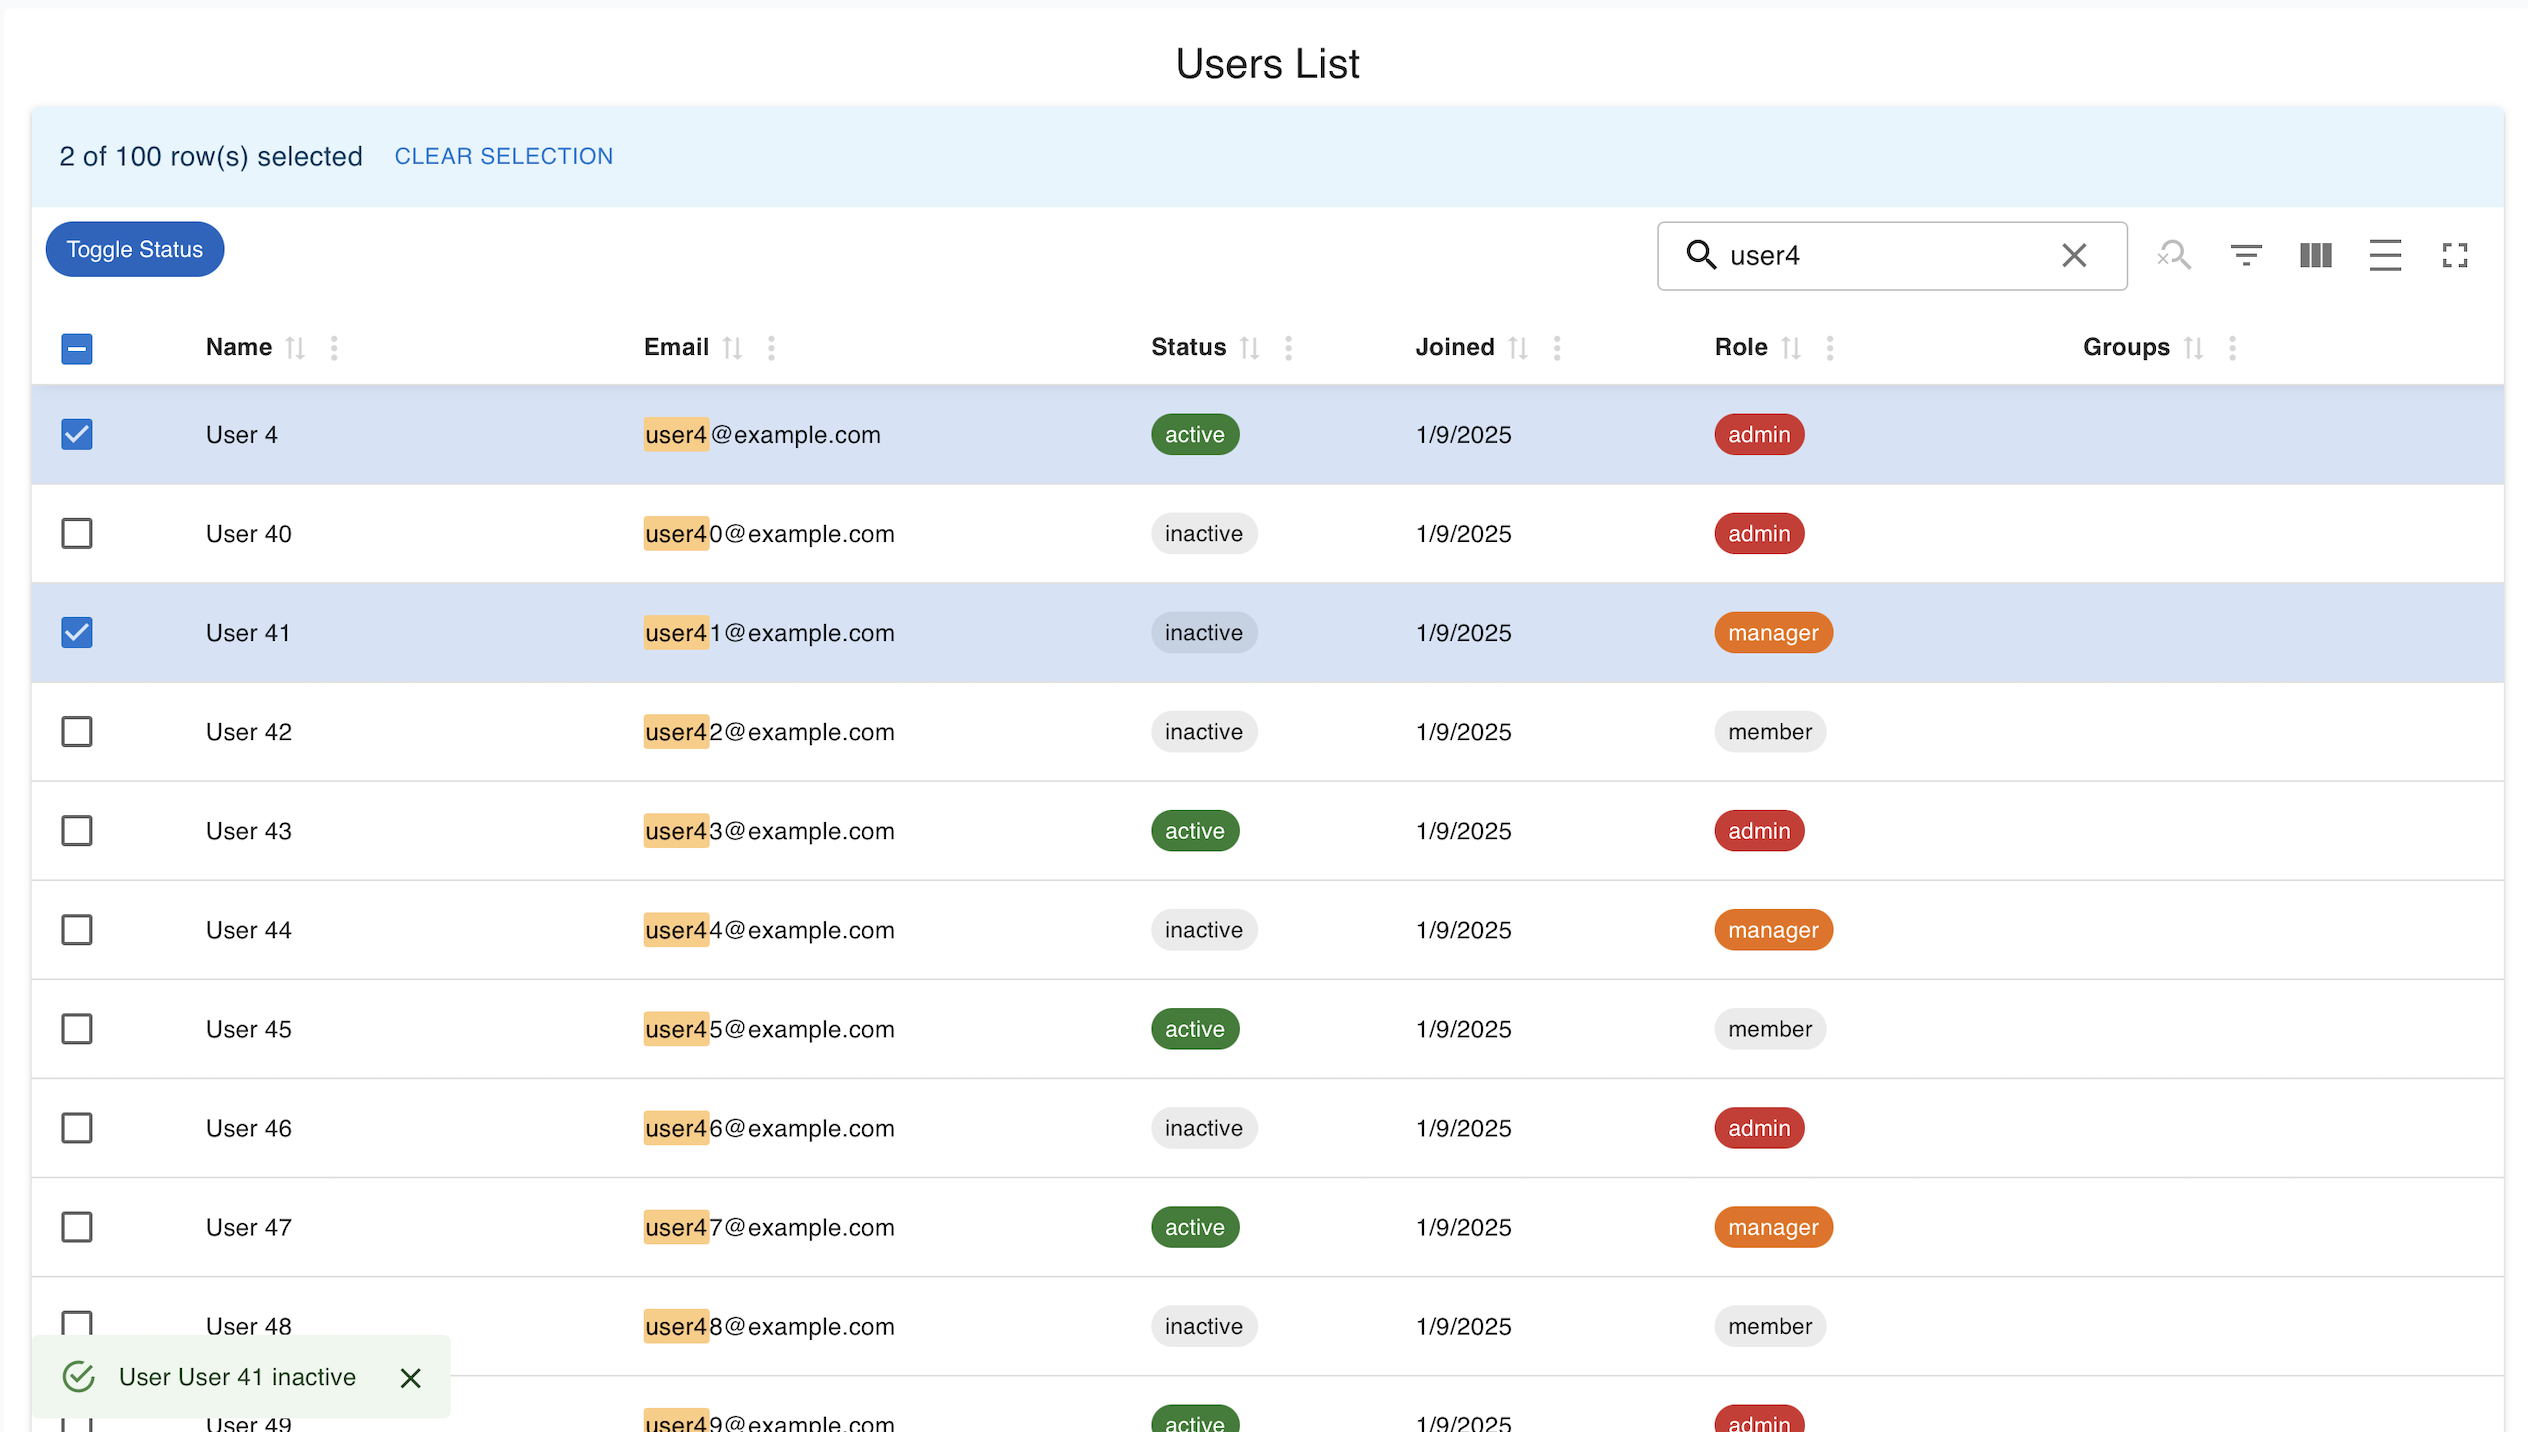 Users List
2 of 100 row(s) selected CLEAR SELECTION
Toggle Status user4
Name Email Status Joined Role Groups
User 4 user4@example.com active 1/9/2025 admin
User 40 user40@example.com inactive 1/9/2025 admin
User 41 user41@example.com inactive 1/9/2025 manager
User 42 user42@example.com inactive 1/9/2025 member
User 43 user43@example.com active 1/9/2025 admin
User 44 user44@example.com inactive 1/9/2025 manager
User 45 user45@example.com active 1/9/2025 member
User 46 user46@example.com inactive 1/9/2025 admin
User 47 user47@example.com active 1/9/2025 manager
User 48 user48@example.com inactive 1/9/2025 member
User User 41 inactive
User 49 user49@example.com active 1/9/2025 admin